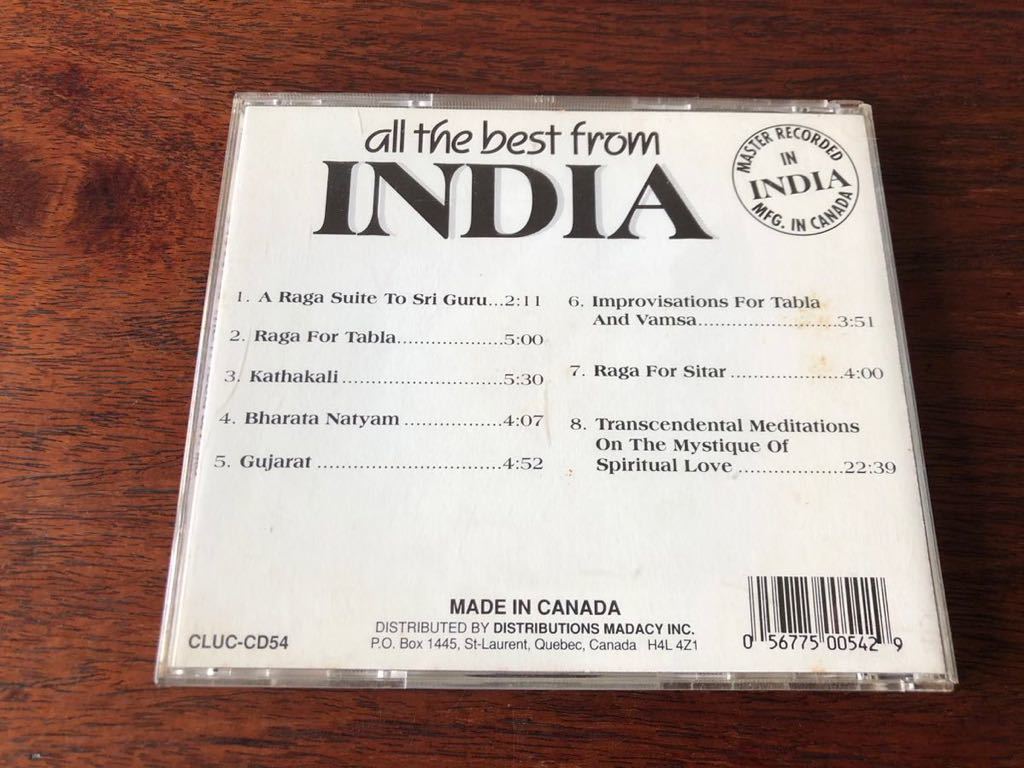 all the best from
INDIA
MASTER RECORDED
IN
INDIA
MFG. IN CANADA
1. A Raga Suite To Sri Guru...2:11
2. Raga For Tabla...................5:00
3. Kathakali............................5:30
4. Bharata Natyam.................4:07
5. Gujarat................................4:52
6. Improvisations For Tabla
And Vamsa........................3:51
7. Raga For Sitar....................4:00
8. Transcendental Meditations
On The Mystique Of
Spiritual Love...................22:39
MADE IN CANADA
DISTRIBUTED BY DISTRIBUTIONS MADACY INC.
P.O. Box 1445, St-Laurent, Quebec, Canada H4L 4Z1
CLUC-CD54
0 56775 00542 9